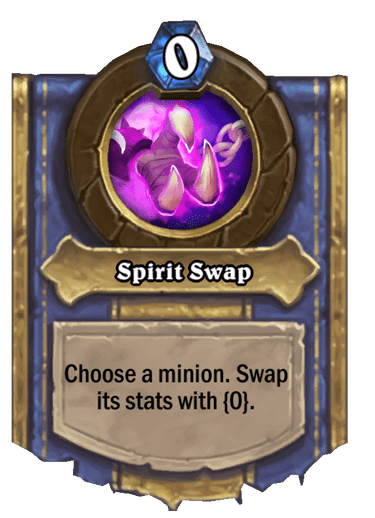 0
Spirit Swap
Choose a minion. Swap
its stats with {0}.